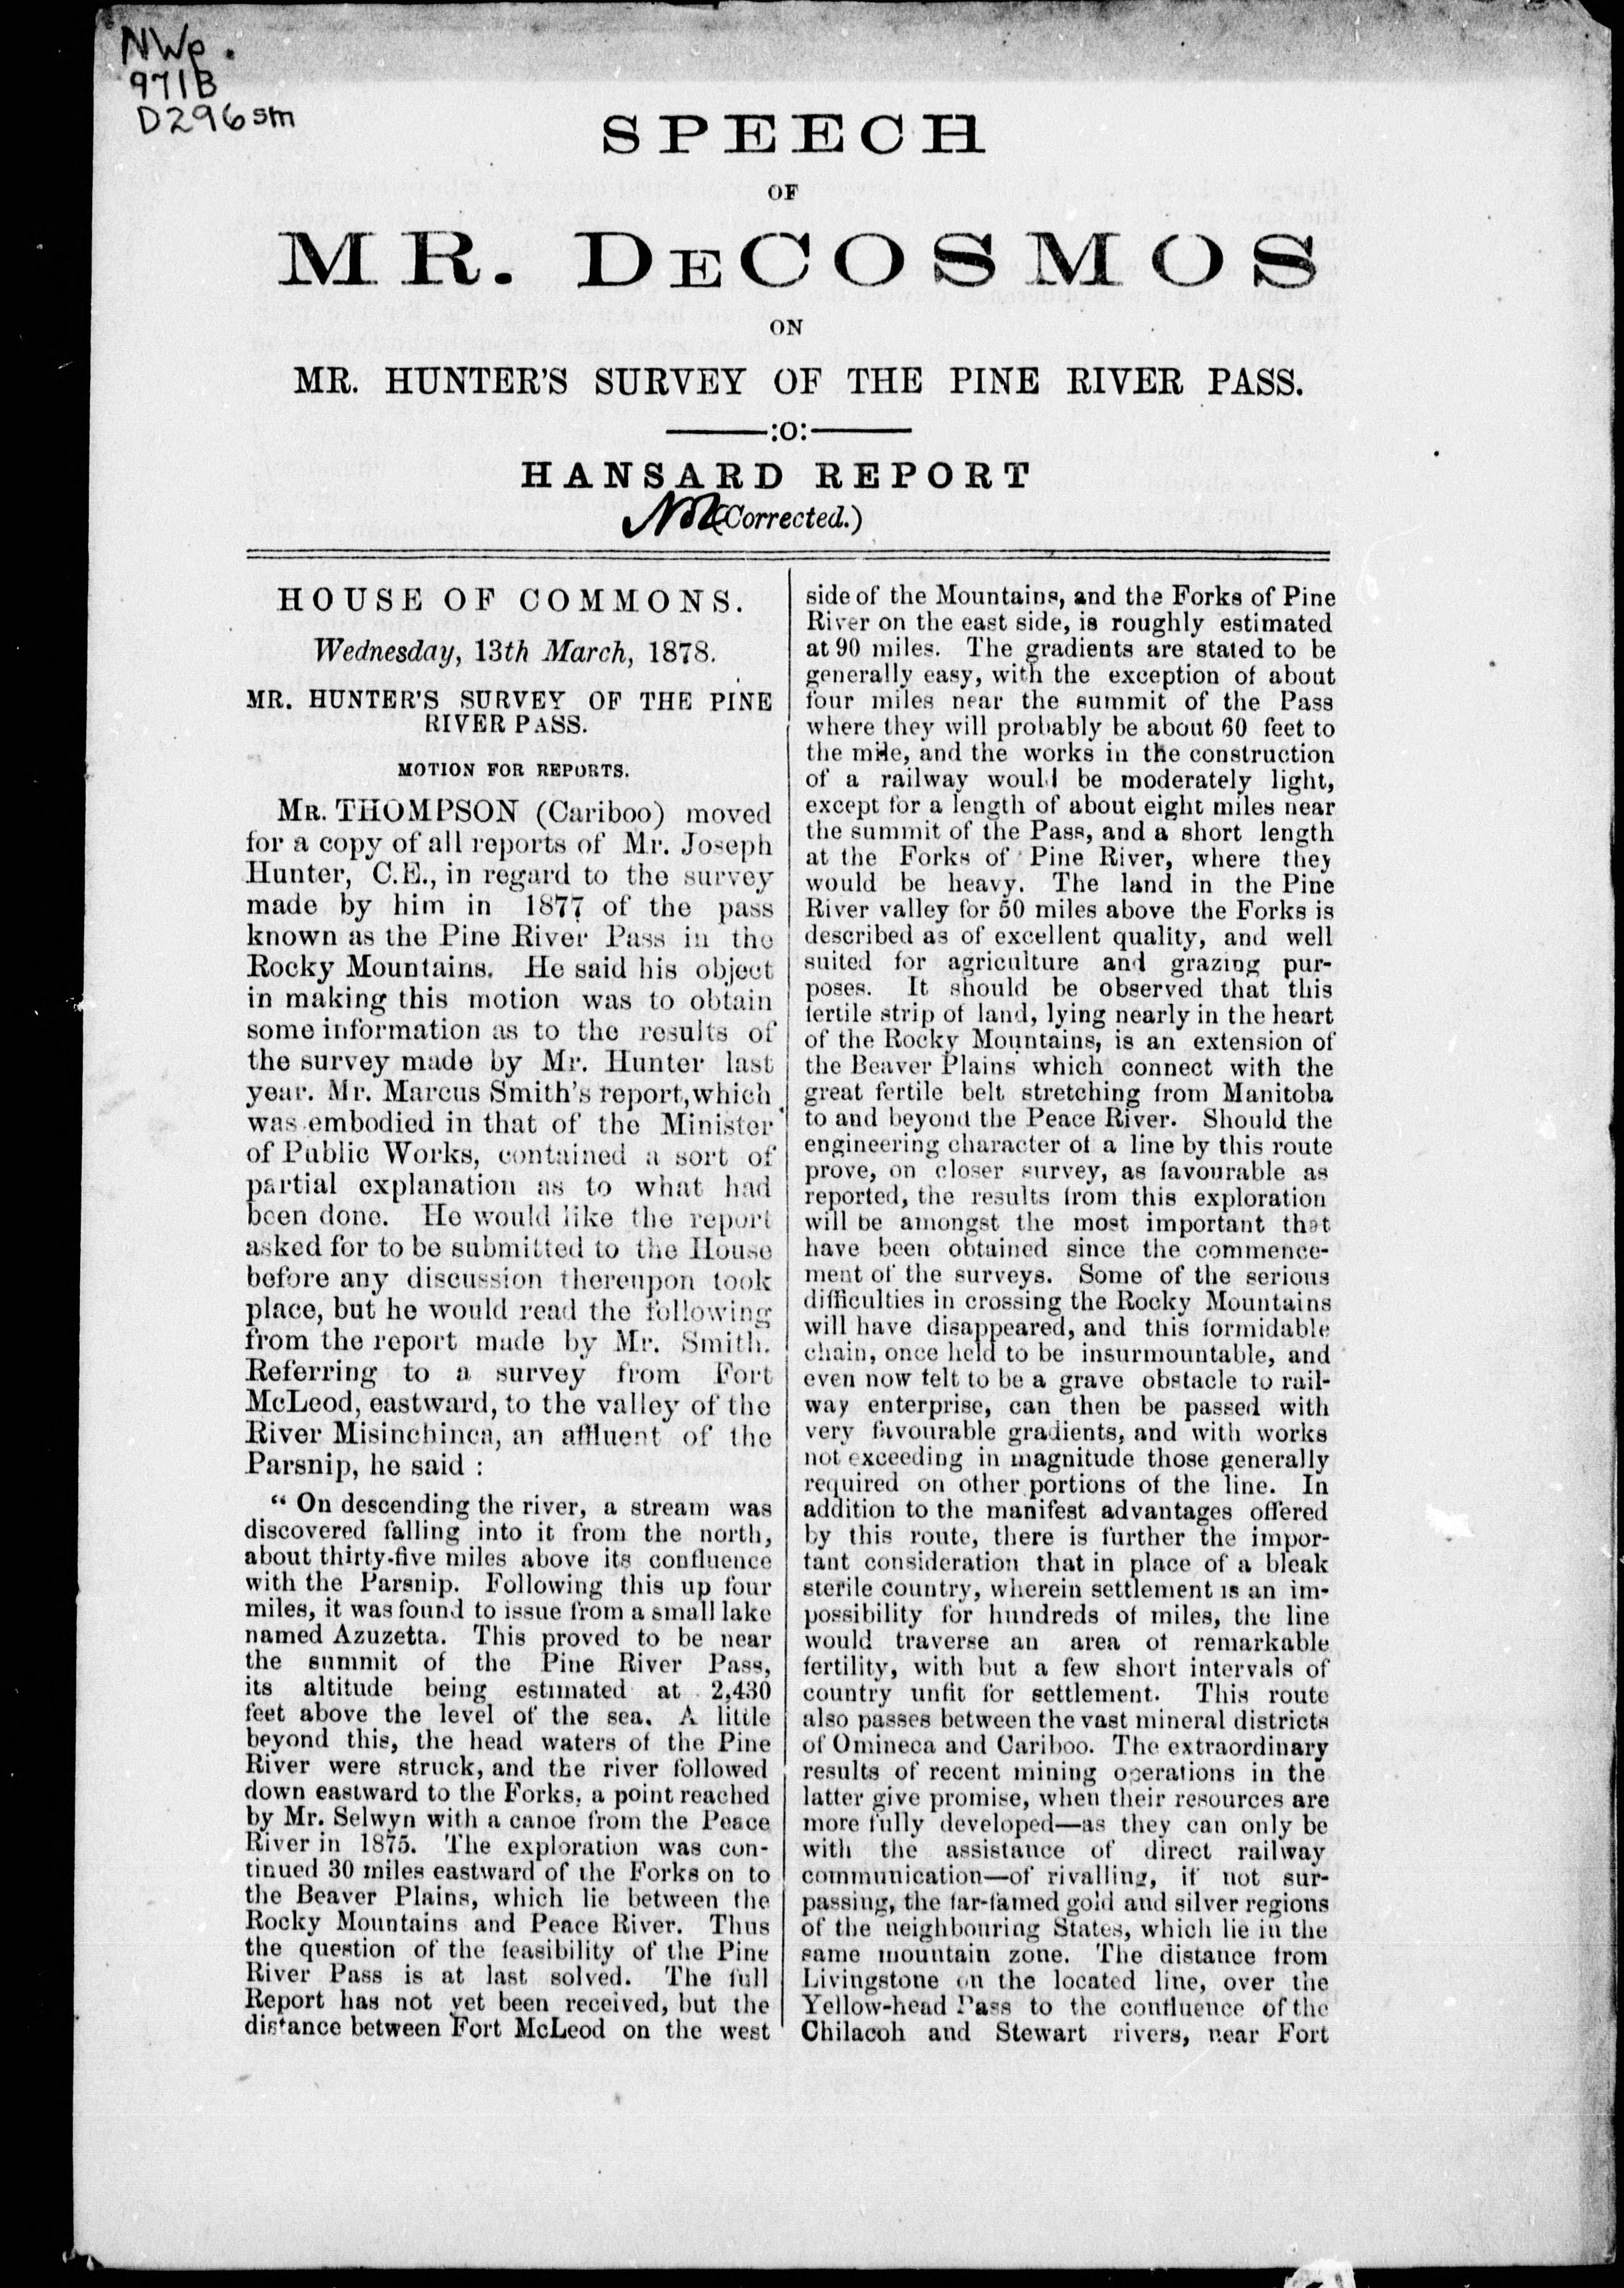 NWp.
971B
D296sm
SPEECH
OF
MR. DECOSMOS
ON
MR. HUNTER'S SURVEY OF THE PINE RIVER PASS.
:O:
HANSARD REPORT
Not (Corrected.)
HOUSE OF COMMONS.
Wednesday, 13th March, 1878.
MR. HUNTER'S SURVEY OF THE PINE
RIVER PASS.
MOTION FOR REPORTS.
MR. THOMPSON (Cariboo) moved
for a copy of all reports of Mr. Joseph
Hunter, C.E., in regard to the survey
made by him in 1877 of the pass
known as the Pine River Pass in the
Rocky Mountains. He said his object
in making this motion was to obtain
some information as to the results of
the survey made by Mr. Hunter last
year. Mr. Marcus Smith's report, which
was embodied in that of the Minister
of Public Works, contained a sort of
partial explanation as to what had
been done. He would like the report
asked for to be submitted to the House
before any discussion thereupon took
place, but he would read the following
from the report made by Mr. Smith.
Referring to a survey from Fort
McLeod, eastward, to the valley of the
River Misinchinca, an affluent of the
Parsnip, he said :
" On descending the river, a stream was
discovered falling into it from the north,
about thirty-five miles above its confluence
with the Parsnip. Following this up four
miles, it was found to issue from a small lake
named Azuzetta. This proved to be near
the summit of the Pine River Pass,
its altitude being estimated at 2,430
feet above the level of the sea. A little
beyond this, the head waters of the Pine
River were struck, and the river followed
down eastward to the Forks, a point reached
by Mr. Selwyn with a canoe from the Peace
River in 1875. The exploration was con-
tinued 30 miles eastward of the Forks on to
the Beaver Plains, which lie between the
Rocky Mountains and Peace River. Thus
the question of the feasibility of the Pine
River Pass is at last solved. The full
Report has not yet been received, but the
distance between Fort McLeod on the west
side of the Mountains, and the Forks of Pine
River on the east side, is roughly estimated
at 90 miles. The gradients are stated to be
generally easy, with the exception of about
four miles near the summit of the Pass
where they will probably be about 60 feet to
the mile, and the works in the construction
of a railway would be moderately light,
except for a length of about eight miles near
the summit of the Pass, and a short length
at the Forks of Pine River, where they
would be heavy. The land in the Pine
River valley for 50 miles above the Forks is
described as of excellent quality, and well
suited for agriculture and grazing pur-
poses. It should be observed that this
fertile strip of land, lying nearly in the heart
of the Rocky Mountains, is an extension of
the Beaver Plains which connect with the
great fertile belt stretching from Manitoba
to and beyond the Peace River. Should the
engineering character of a line by this route
prove, on closer survey, as favourable as
reported, the results from this exploration
will be amongst the most important that
have been obtained since the commence-
ment of the surveys. Some of the serious
difficulties in crossing the Rocky Mountains
will have disappeared, and this formidable
chain, once held to be insurmountable, and
even now felt to be a grave obstacle to rail-
way enterprise, can then be passed with
very favourable gradients, and with works
not exceeding in magnitude those generally
required on other portions of the line. In
addition to the manifest advantages offered
by this route, there is further the impor-
tant consideration that in place of a bleak
sterile country, wherein settlement is an im-
possibility for hundreds of miles, the line
would traverse an area of remarkable
fertility, with but a few short intervals of
country unfit for settlement. This route
also passes between the vast mineral districts
of Omineca and Cariboo. The extraordinary
results of recent mining operations in the
latter give promise, when their resources are
more fully developed—as they can only be
with the assistance of direct railway
communication—of rivalling, if not sur-
passing, the far-famed gold and silver regions
of the neighbouring States, which lie in the
same mountain zone. The distance from
Livingstone on the located line, over the
Yellow-head Pass to the confluence of the
Chilacoh and Stewart rivers, near Fort